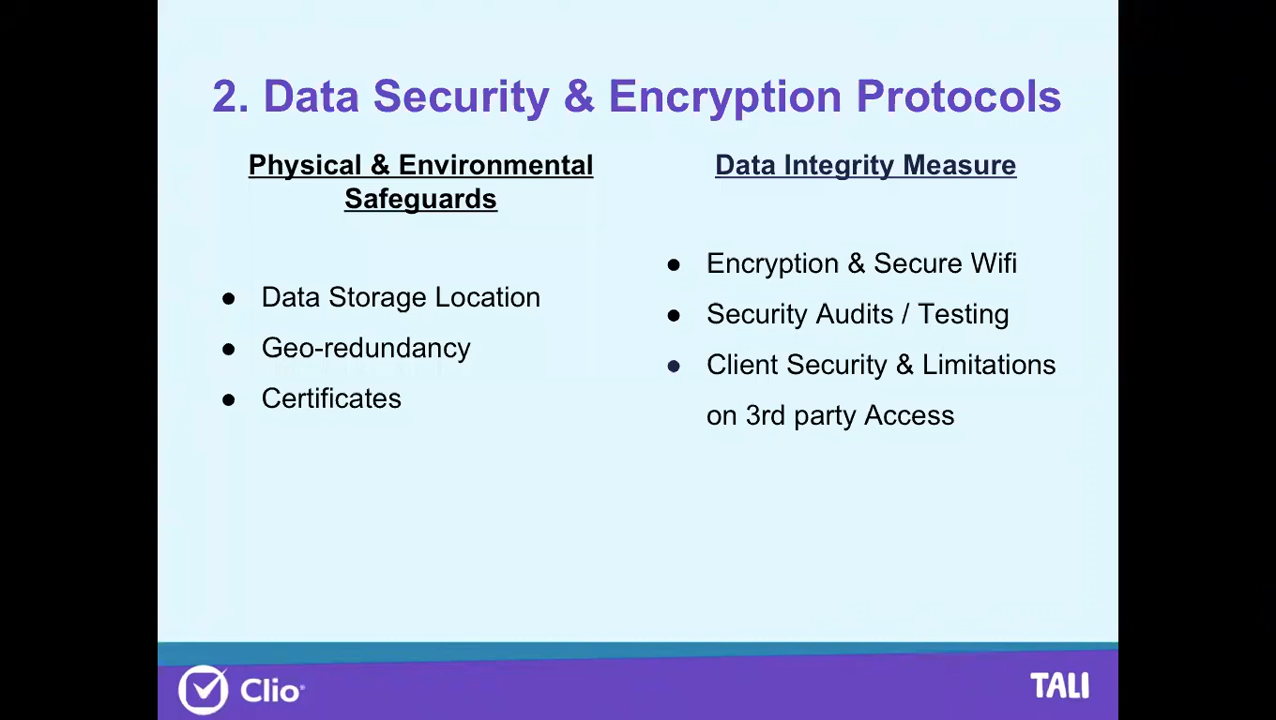 2. Data Security & Encryption Protocols
Physical & Environmental
Safeguards
● Data Storage Location
● Geo-redundancy
● Certificates
Data Integrity Measure
● Encryption & Secure Wifi
● Security Audits / Testing
● Client Security & Limitations
on 3rd party Access
Clio®
TALI